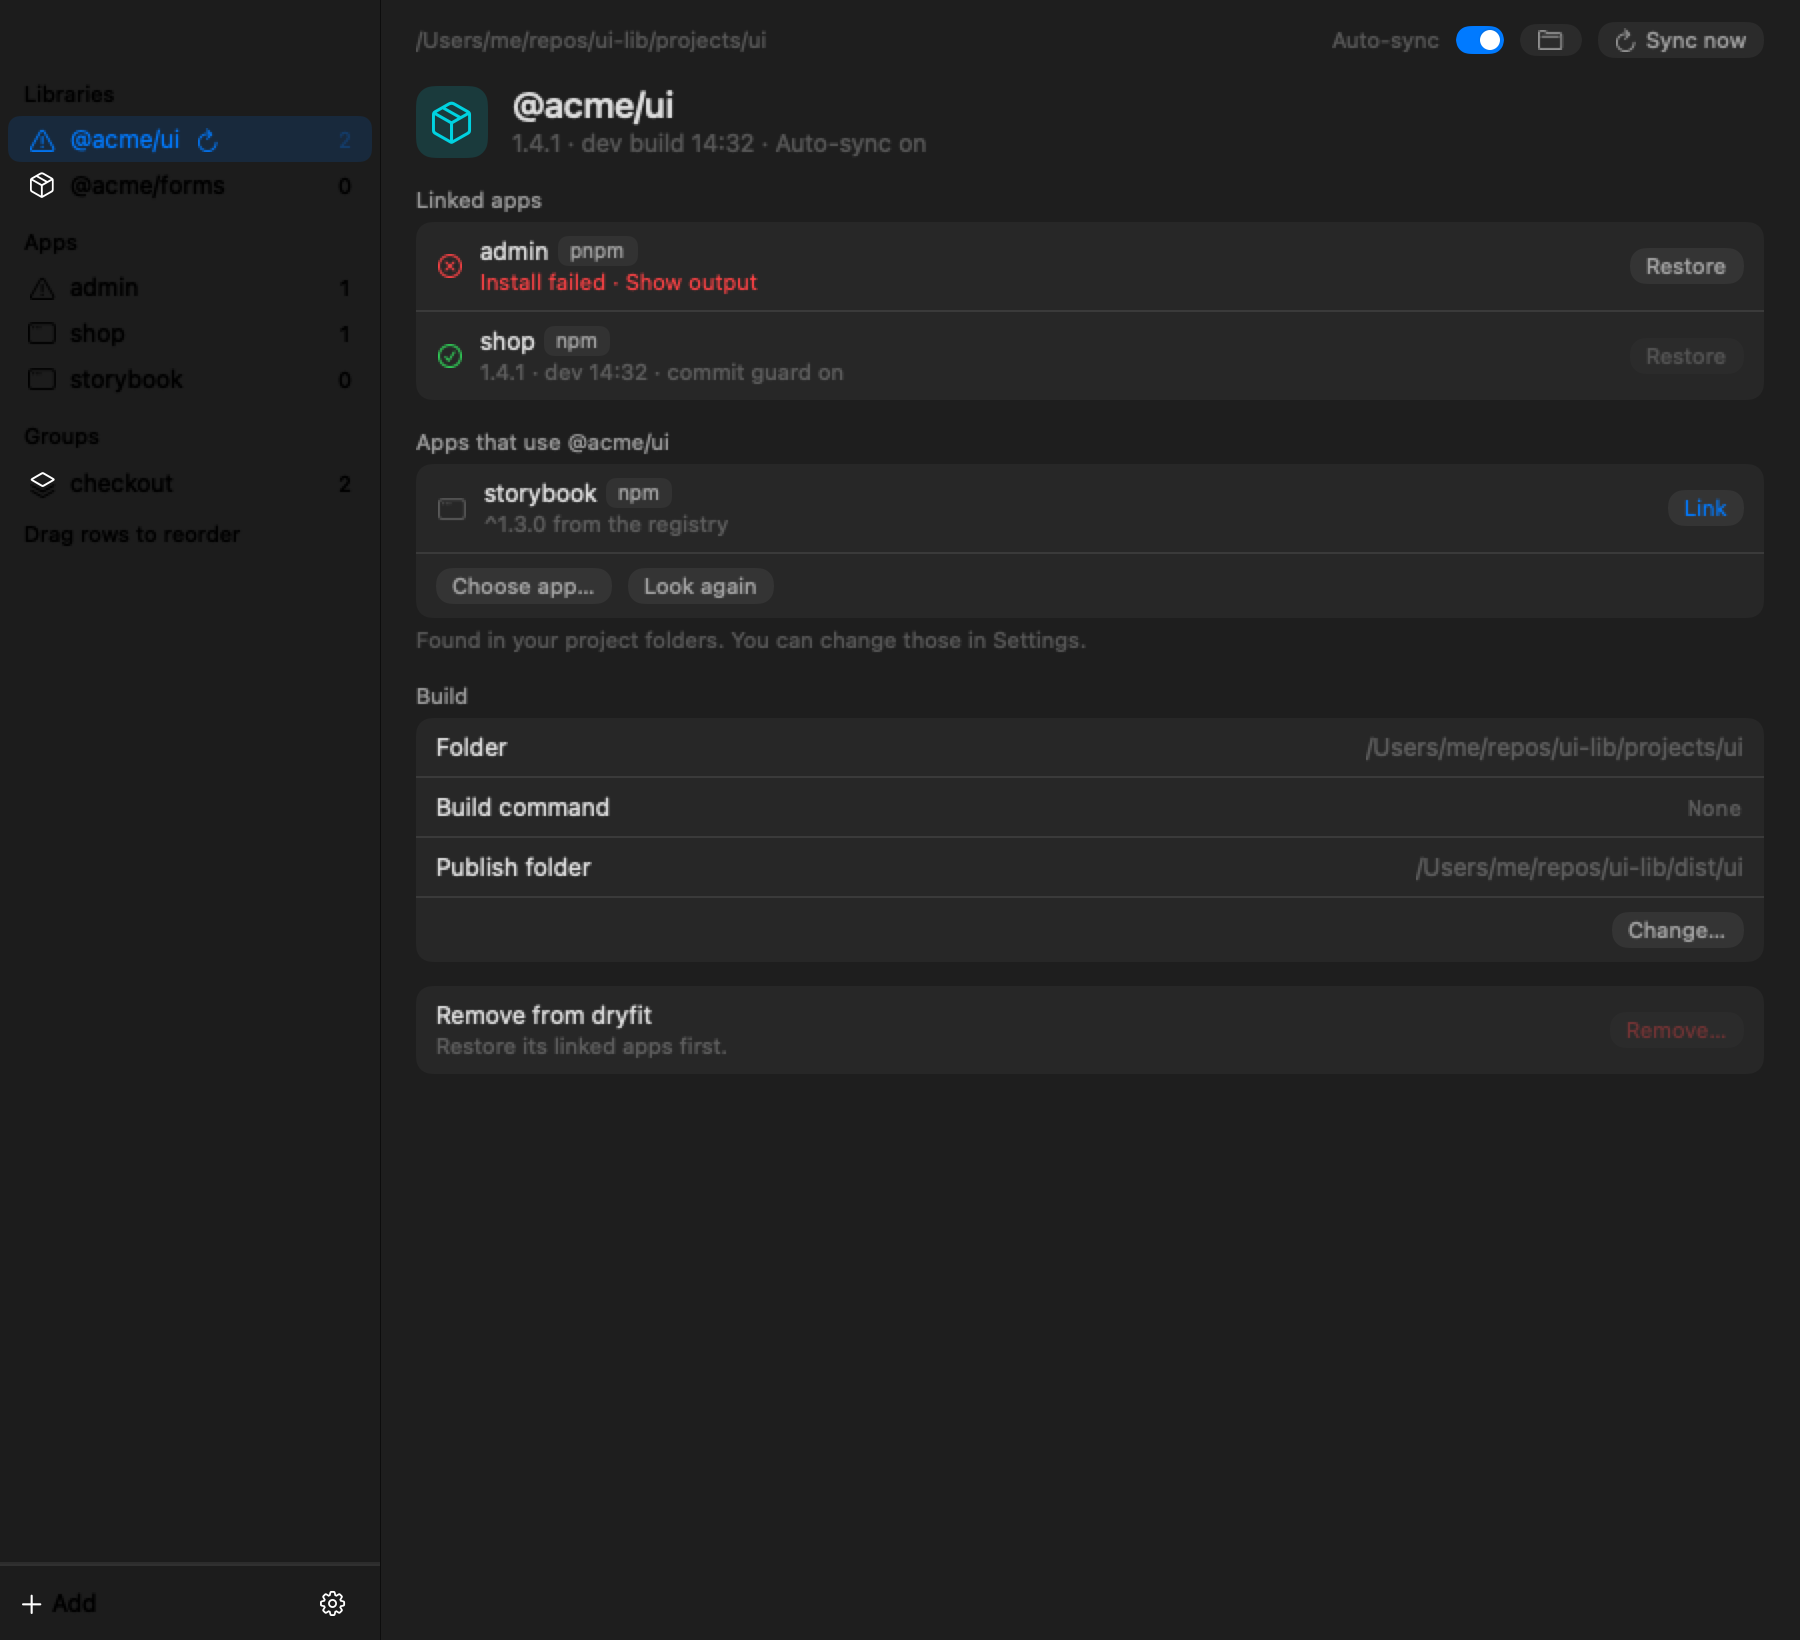 Libraries
@acme/ui 2
@acme/forms 0
Apps
admin 1
shop 1
storybook 0
Groups
checkout 2
Drag rows to reorder
Add
/Users/me/repos/ui-lib/projects/ui
Auto-sync
Sync now
@acme/ui
1.4.1 · dev build 14:32 · Auto-sync on
Linked apps
admin pnpm
Install failed · Show output
Restore
shop npm
1.4.1 · dev 14:32 · commit guard on
Restore
Apps that use @acme/ui
storybook npm
^1.3.0 from the registry
Link
Choose app... Look again
Found in your project folders. You can change those in Settings.
Build
Folder /Users/me/repos/ui-lib/projects/ui
Build command None
Publish folder /Users/me/repos/ui-lib/dist/ui
Change...
Remove from dryfit
Restore its linked apps first.
Remove...